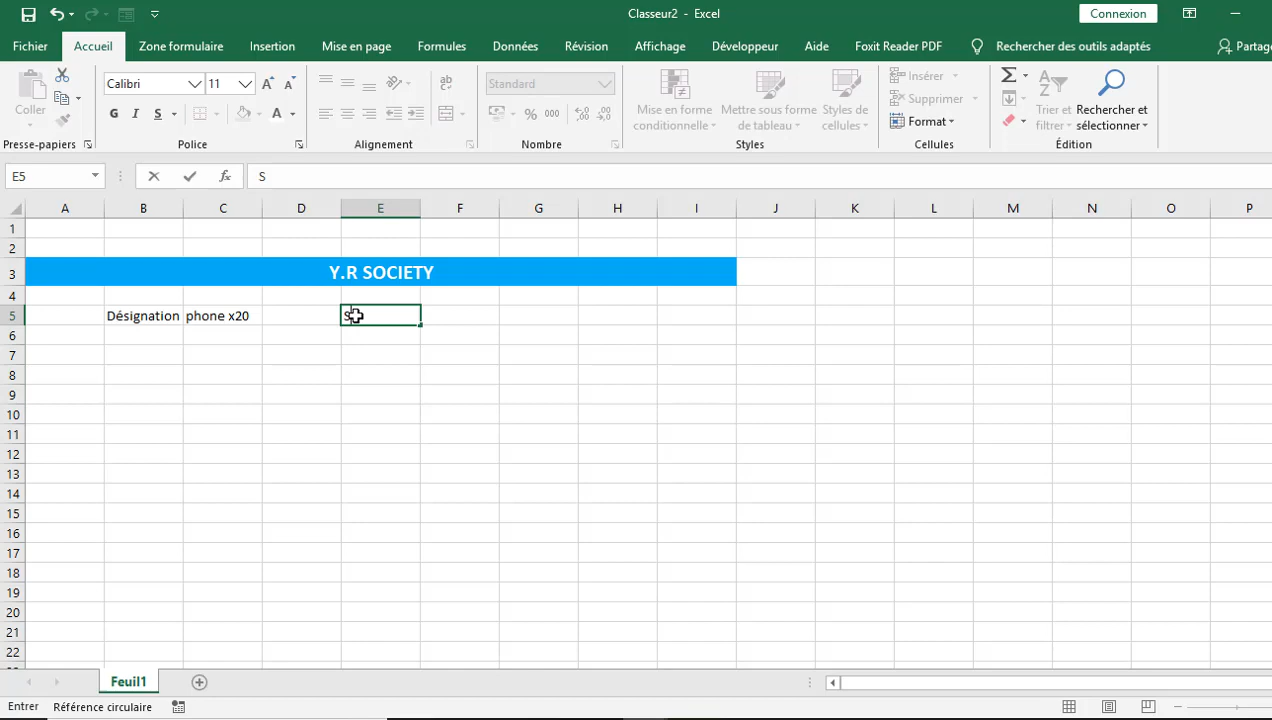 Classeur2 - Excel
Connexion
Fichier Accueil Zone formulaire Insertion Mise en page Formules Données Révision Affichage Développeur Aide Foxit Reader PDF Rechercher des outils adaptés Partag
Coller
Presse-papiers
Calibri 11
G I S
Police
Alignement
Standard
% 000
Nombre
Mise en forme conditionnelle
Mettre sous forme de tableau
Styles de cellules
Styles
Insérer
Supprimer
Format
Cellules
Trier et filtrer
Rechercher et sélectionner
Édition
E5 fx S
A B C D E F G H I J K L M N O P
1
2
3 Y.R SOCIETY
4
5 Désignation phone x20 S
6
7
8
9
10
11
12
13
14
15
16
17
18
19
20
21
22
Feuil1
Entrer Référence circulaire